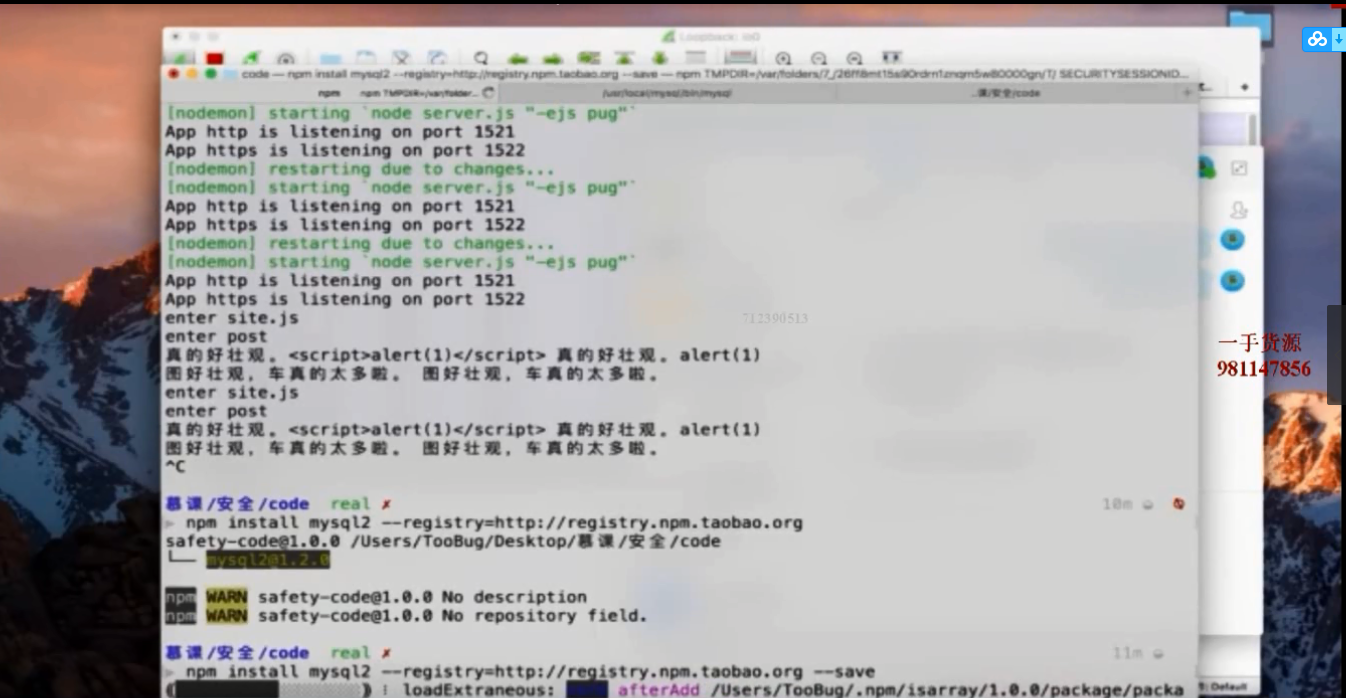 Loopback: lo0
code — npm install mysql2 --registry=http://registry.npm.taobao.org --save — npm TMPDIR=/var/folders/7_/26ff8mt15s90rdrn1znqm5w80000gn/T/ SECURITYSESSIONID...
npm npm TMPDIR=/var/folder... /usr/local/mysql/bin/mysql ...课/安全/code
[nodemon] starting `node server.js "-ejs pug"`
App http is listening on port 1521
App https is listening on port 1522
[nodemon] restarting due to changes...
[nodemon] starting `node server.js "-ejs pug"`
App http is listening on port 1521
App https is listening on port 1522
[nodemon] restarting due to changes...
[nodemon] starting `node server.js "-ejs pug"`
App http is listening on port 1521
App https is listening on port 1522
enter site.js
712390513
enter post
真的好壮观。<script>alert(1)</script> 真的好壮观。alert(1)
一手货源
981147856
图好壮观，车真的太多啦。 图好壮观，车真的太多啦。
enter site.js
enter post
真的好壮观。<script>alert(1)</script> 真的好壮观。alert(1)
图好壮观，车真的太多啦。 图好壮观，车真的太多啦。
^C
慕课/安全/code real ✗ 10m
▶ npm install mysql2 --registry=http://registry.npm.taobao.org
safety-code@1.0.0 /Users/TooBug/Desktop/慕课/安全/code
└── mysql2@1.2.0
npm WARN safety-code@1.0.0 No description
npm WARN safety-code@1.0.0 No repository field.
慕课/安全/code real ✗ 11m
▶ npm install mysql2 --registry=http://registry.npm.taobao.org --save
loadExtraneous: afterAdd /Users/TooBug/.npm/isarray/1.0.0/package/packa
Default